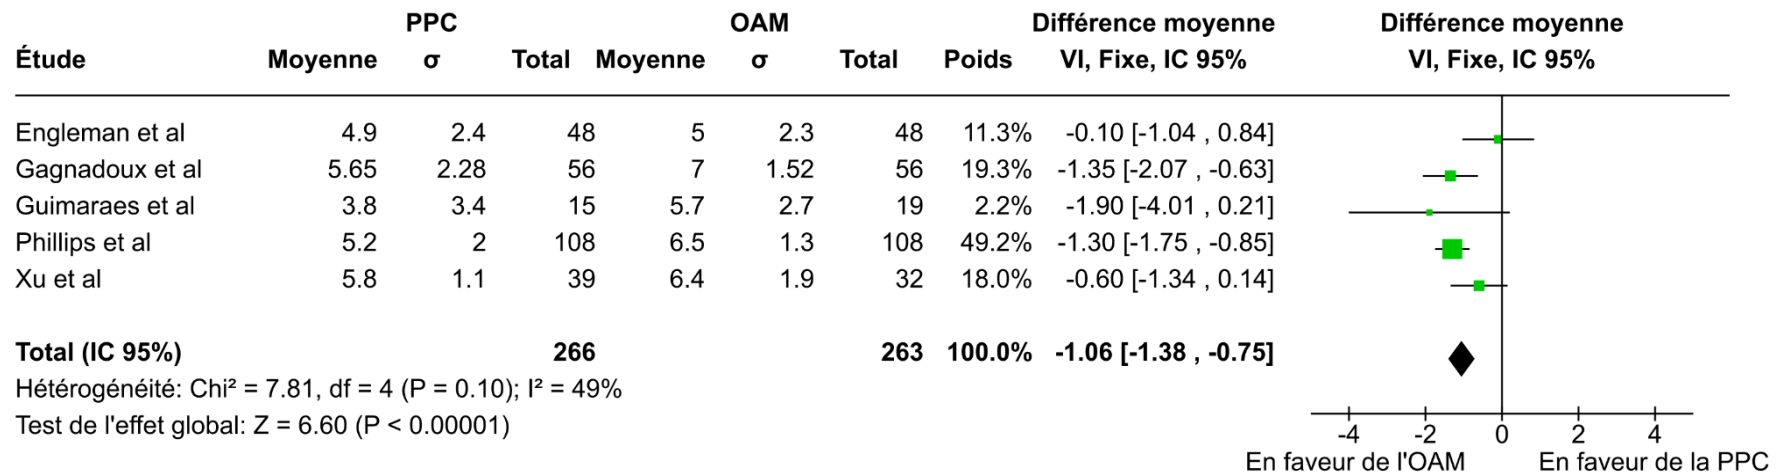 PPC OAM Différence moyenne Différence moyenne
Étude Moyenne σ Total Moyenne σ Total Poids VI, Fixe, IC 95% VI, Fixe, IC 95%
Engleman et al 4.9 2.4 48 5 2.3 48 11.3% -0.10 [-1.04 , 0.84]
Gagnadoux et al 5.65 2.28 56 7 1.52 56 19.3% -1.35 [-2.07 , -0.63]
Guimaraes et al 3.8 3.4 15 5.7 2.7 19 2.2% -1.90 [-4.01 , 0.21]
Phillips et al 5.2 2 108 6.5 1.3 108 49.2% -1.30 [-1.75 , -0.85]
Xu et al 5.8 1.1 39 6.4 1.9 32 18.0% -0.60 [-1.34 , 0.14]
Total (IC 95%) 266 263 100.0% -1.06 [-1.38 , -0.75]
Hétérogénéité: Chi² = 7.81, df = 4 (P = 0.10); I² = 49%
Test de l'effet global: Z = 6.60 (P < 0.00001)
-4 -2 0 2 4
En faveur de l'OAM En faveur de la PPC